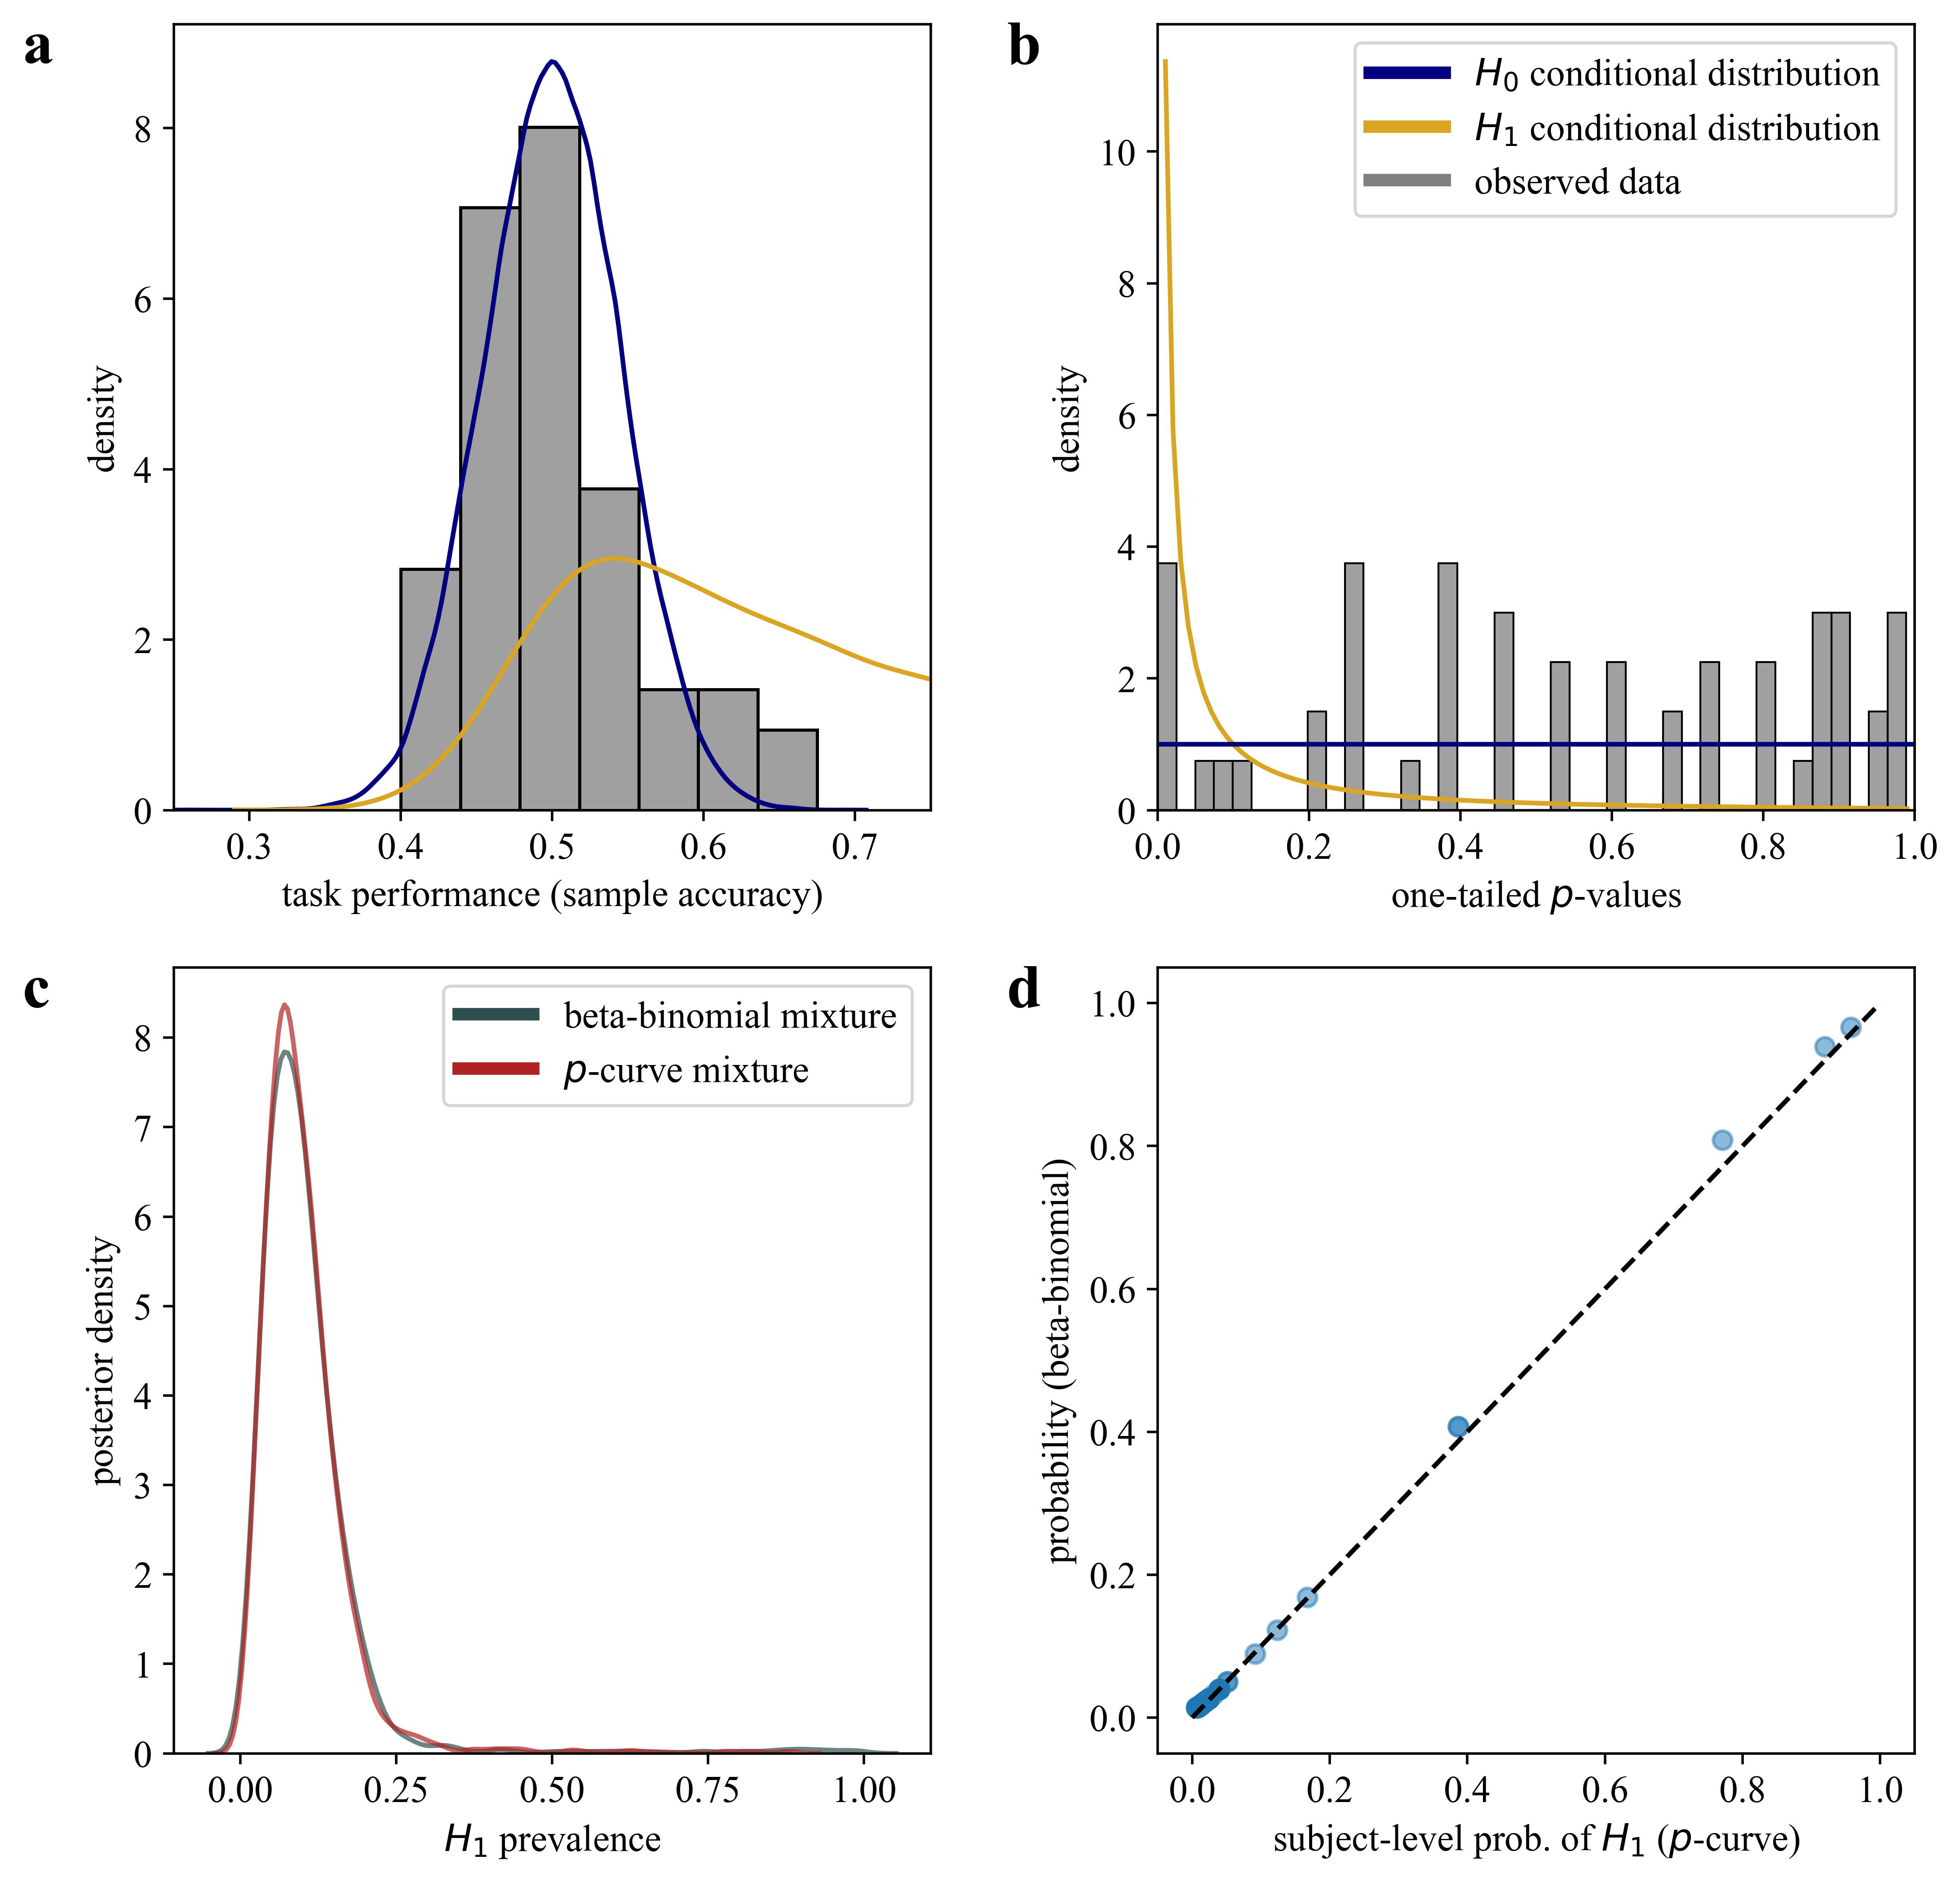 a
density
0
2
4
6
8
0.3 0.4 0.5 0.6 0.7
task performance (sample accuracy)
b
H₀ conditional distribution
H₁ conditional distribution
observed data
density
0
2
4
6
8
10
0.0 0.2 0.4 0.6 0.8 1.0
one-tailed p-values
c
beta-binomial mixture
p-curve mixture
posterior density
0
1
2
3
4
5
6
7
8
0.00 0.25 0.50 0.75 1.00
H₁ prevalence
d
probability (beta-binomial)
0.0
0.2
0.4
0.6
0.8
1.0
0.0 0.2 0.4 0.6 0.8 1.0
subject-level prob. of H₁ (p-curve)